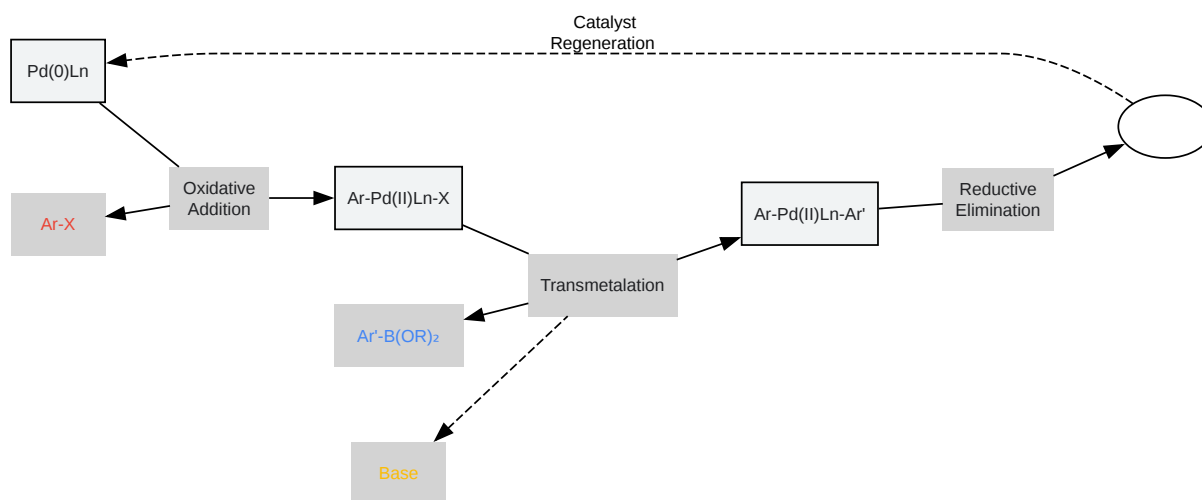 Catalyst
Regeneration
Pd(0)Ln
Oxidative
Addition
Ar-X
Ar-Pd(II)Ln-X
Ar'-B(OR)₂
Transmetalation
Base
Ar-Pd(II)Ln-Ar'
Reductive
Elimination